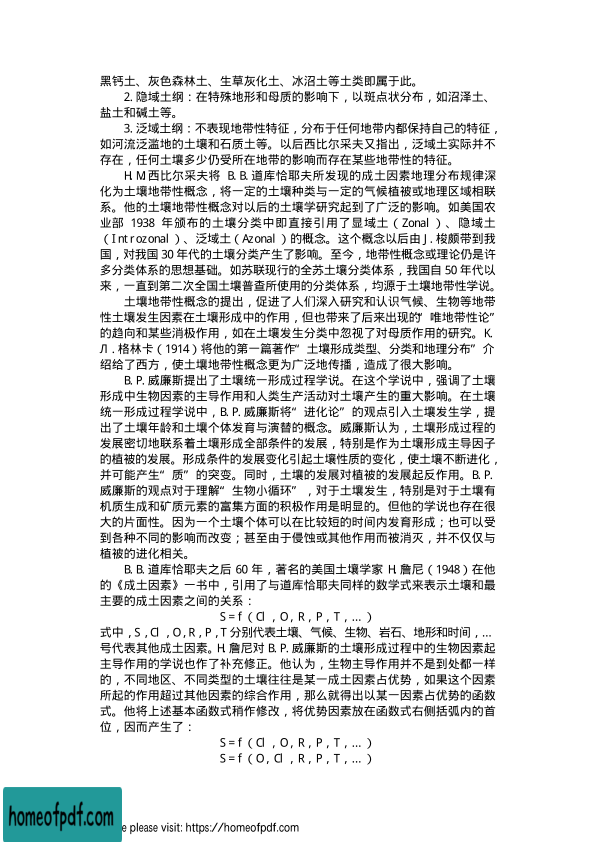 黑钙土、灰色森林土、生草灰化土、冰沼土等土类即属于此。
2. 隐域土纲：在特殊地形和母质的影响下，以斑点状分布，如沼泽土、
盐土和碱土等。
3. 泛域土纲：不表现地带性特征，分布于任何地带内都保持自己的特征，
如河流泛滥地的土壤和石质土等。以后西比尔采夫又指出，泛域土实际并不
存在，任何土壤多少仍受所在地带的影响而存在某些地带性的特征。
H. M. 西比尔采夫将 B. B. 道库恰耶夫所发现的成土因素地理分布规律深
化为土壤地带性概念，将一定的土壤种类与一定的气候植被或地理区域相联
系。他的土壤地带性概念对以后的土壤学研究起到了广泛的影响。如美国农
业部 1938 年颁布的土壤分类中即直接引用了显域土（Zonal）、隐域土
（Introzonal）、泛域土（Azonal）的概念。这个概念以后由 J. 梭颇带到我
国，对我国 30 年代的土壤分类产生了影响。至今，地带性概念或理论仍是许
多分类体系的思想基础。如苏联现行的全苏土壤分类体系，我国自 50 年代以
来，一直到第二次全国土壤普查所使用的分类体系，均源于土壤地带性学说。
土壤地带性概念的提出，促进了人们深入研究和认识气候、生物等地带
性土壤发生因素在土壤形成中的作用，但也带来了后来出现的“唯地带性论”
的趋向和某些消极作用，如在土壤发生分类中忽视了对母质作用的研究。K.
Л. 格林卡（1914）将他的第一篇著作“土壤形成类型、分类和地理分布”介
绍给了西方，使土壤地带性概念更为广泛地传播，造成了很大影响。
B. P. 威廉斯提出了土壤统一形成过程学说。在这个学说中，强调了土壤
形成中生物因素的主导作用和人类生产活动对土壤产生的重大影响。在土壤
统一形成过程学说中，B. P. 威廉斯将“进化论”的观点引入土壤发生学，提
出了土壤年龄和土壤个体发育与演替的概念。威廉斯认为，土壤形成过程的
发展密切地联系着土壤形成全部条件的发展，特别是作为土壤形成主导因子
的植被的发展。形成条件的发展变化引起土壤性质的变化，使土壤不断进化，
并可能产生“质”的突变。同时，土壤的发展对植被的发展起反作用。B. P.
威廉斯的观点对于理解“生物小循环”，对于土壤发生，特别是对于土壤有
机质生成和矿质元素的富集方面的积极作用是明显的。但他的学说也存在很
大的片面性。因为一个土壤个体可以在比较短的时间内发育形成；也可以受
到各种不同的影响而改变；甚至由于侵蚀或其他作用而被消灭，并不仅仅与
植被的进化相关。
B. B. 道库恰耶夫之后 60 年，著名的美国土壤学家 H. 詹尼（1948）在他
的《成土因素》一书中，引用了与道库恰耶夫同样的数学式来表示土壤和最
主要的成土因素之间的关系：
S=f（Cl，O，R，P，T，…）
式中，S，Cl，O，R，P，T 分别代表土壤、气候、生物、岩石、地形和时间，…
号代表其他成土因素。H. 詹尼对 B. P. 威廉斯的土壤形成过程中的生物因素起
主导作用的学说也作了补充修正。他认为，生物主导作用并不是到处都一样
的，不同地区、不同类型的土壤往往是某一成土因素占优势，如果这个因素
所起的作用超过其他因素的综合作用，那么就得出以某一因素占优势的函数
式。他将上述基本函数式稍作修改，将优势因素放在函数式右侧括弧内的首
位，因而产生了：
S=f（Cl，O，R，P，T，…）
S=f（O，Cl，R，P，T，…）
homeofpdf.com
e please visit: https://homeofpdf.com